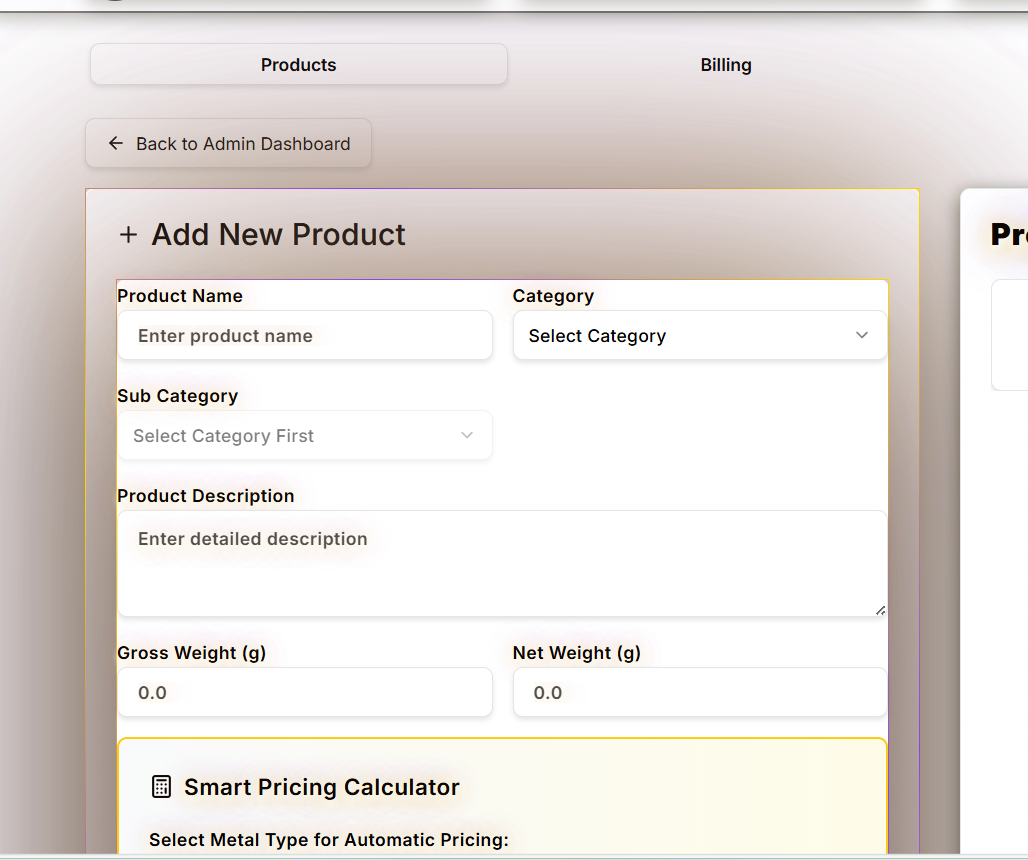 Products
Billing
Back to Admin Dashboard
+ Add New Product
Product Name
Category
Enter product name
Select Category
Sub Category
Select Category First
Product Description
Enter detailed description
Gross Weight (g)
Net Weight (g)
0.0
0.0
Smart Pricing Calculator
Select Metal Type for Automatic Pricing: